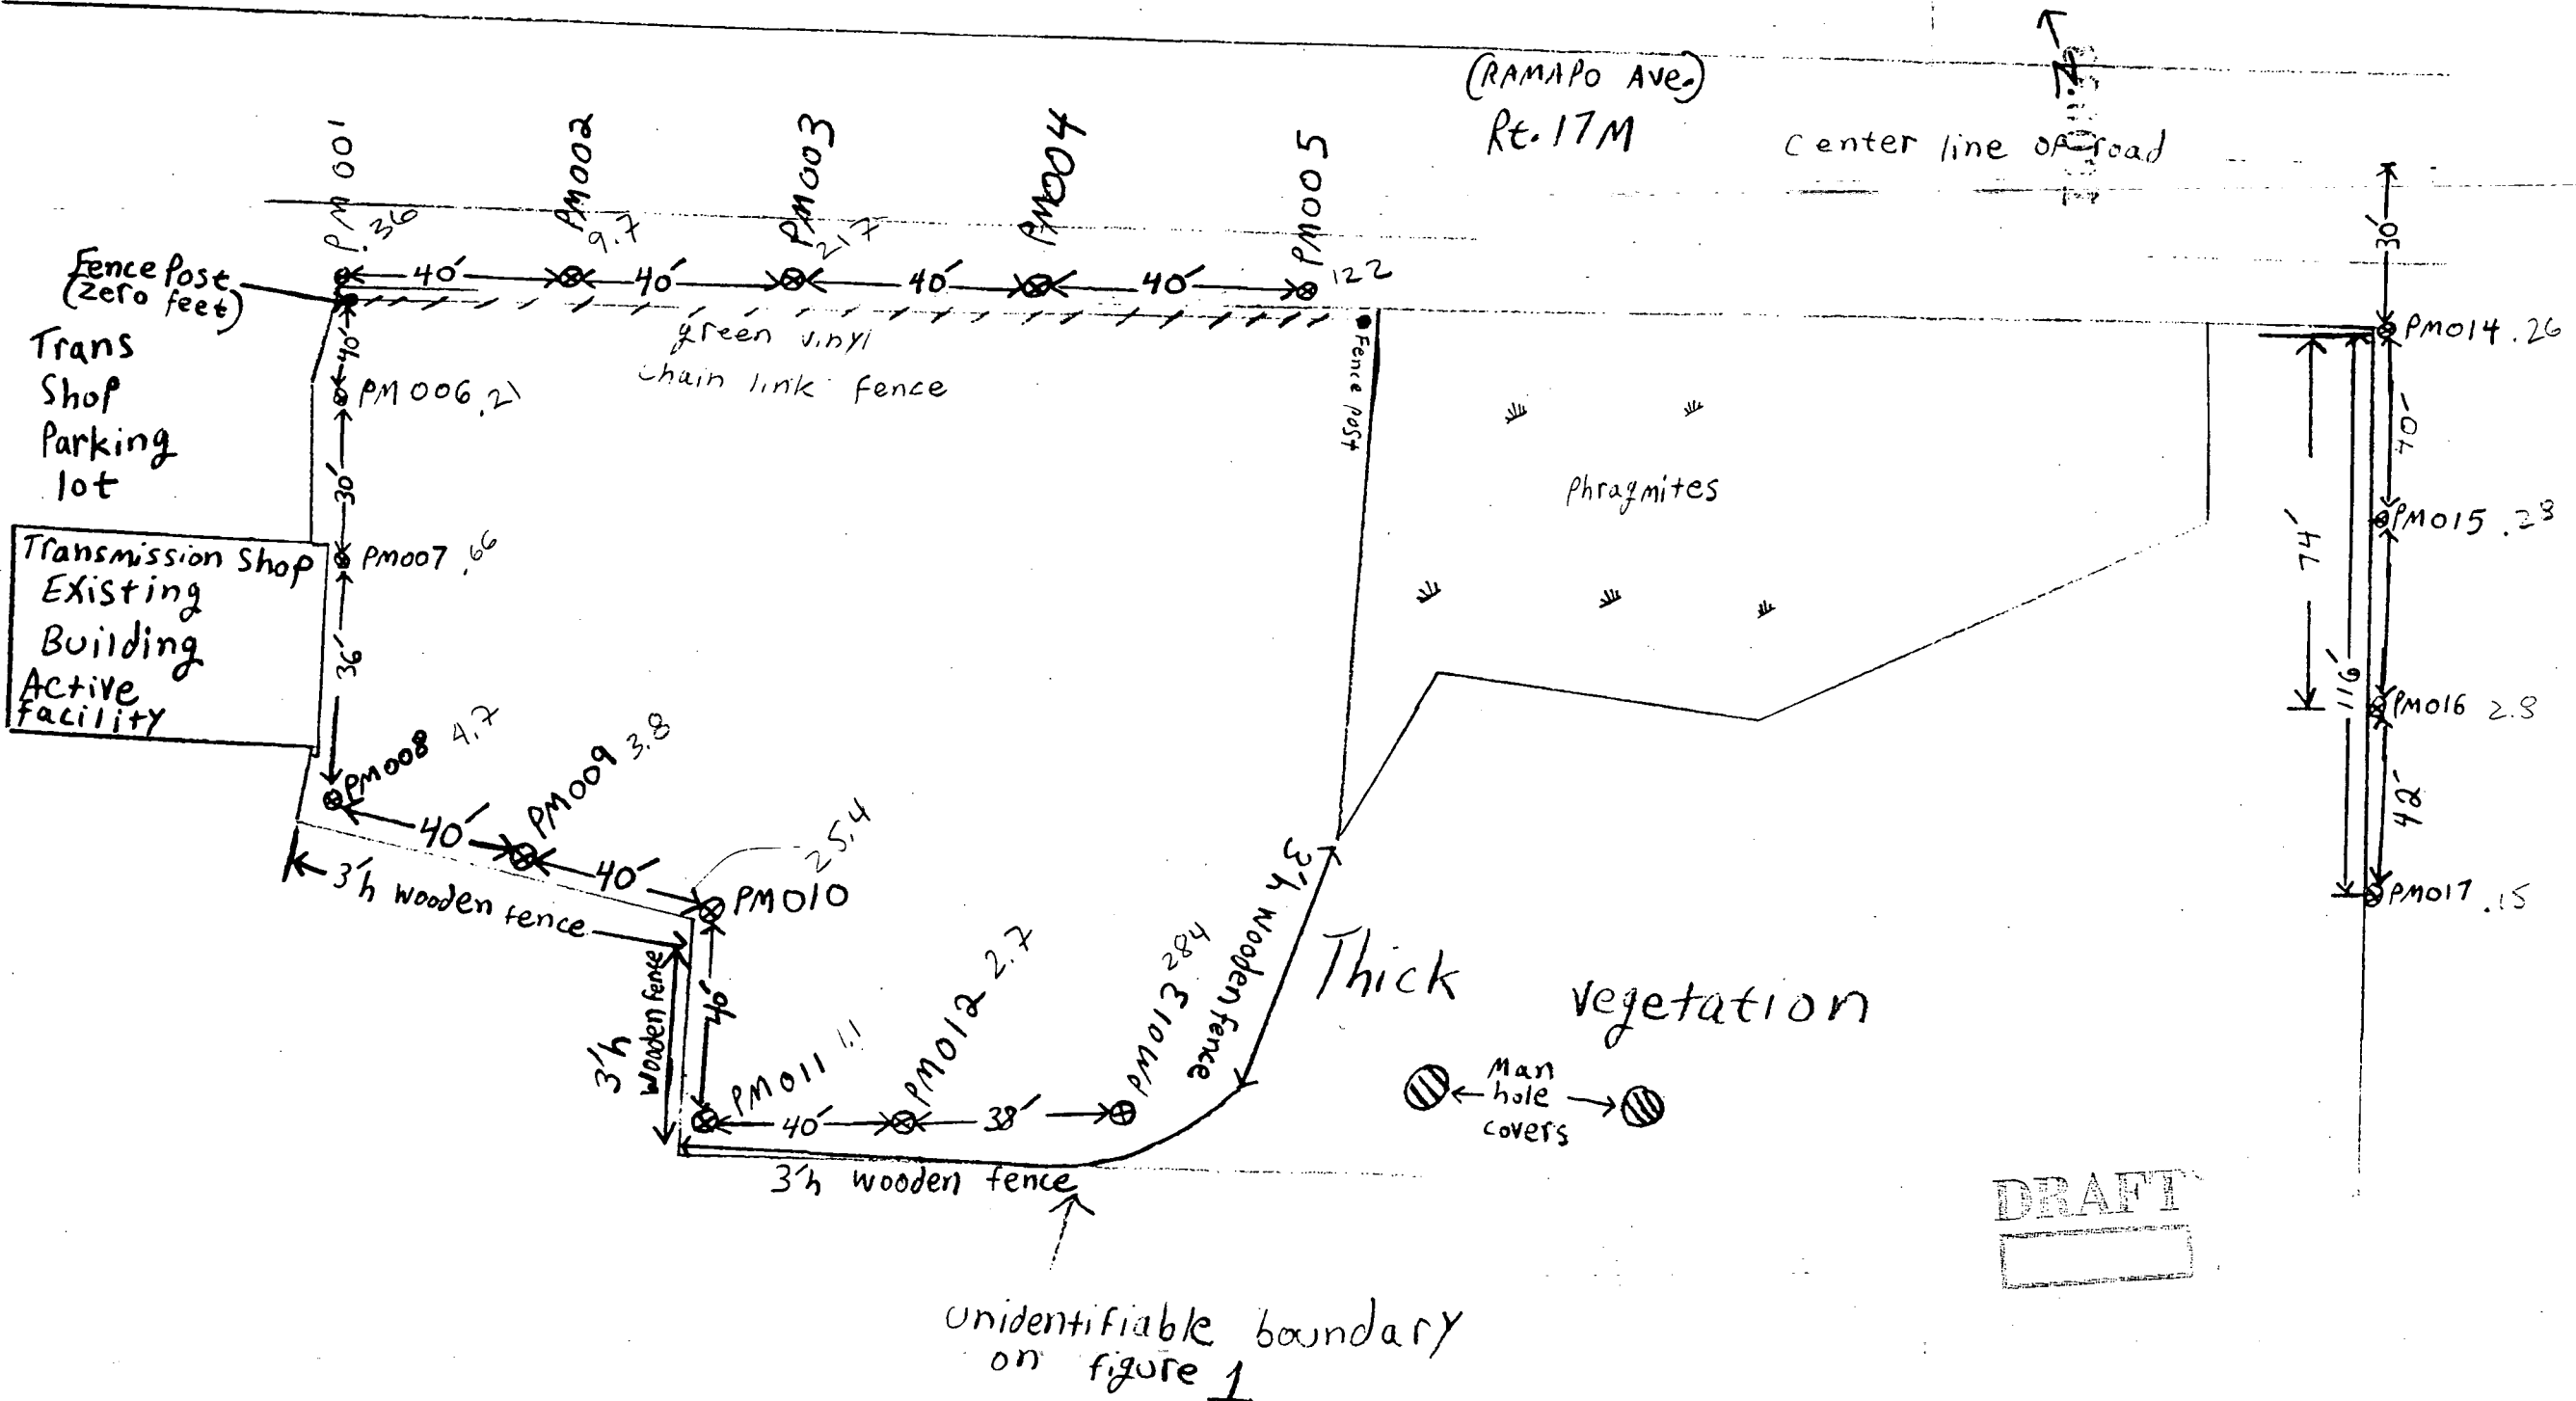 (RAMAPO Ave.)
Rt. 17M
Center line of road
30'
PM001
.36
PM002
9.7
PM003
217
PM004
PM005
122
Fence Post
(zero feet)
40'
40'
40'
40'
green vinyl
chain link fence
Fence post
Trans
Shop
Parking
lot
40'
PM006 .21
30'
PM007 .66
36'
Transmission Shop
Existing
Building
Active
facility
PM008 4.7
40'
PM009 3.8
40'
25.4
PM010
3'h wooden fence
3'h
wooden fence
40'
PM011 1.1
40'
PM012 2.7
38'
PM013 284
3'h wooden fence
3'h wooden fence
Phragmites
PM014 .26
40'
74'
PM015 .28
116'
PM016 2.8
42'
PM017 .15
Thick vegetation
Man
hole
covers
unidentifiable boundary
on figure 1
DRAFT